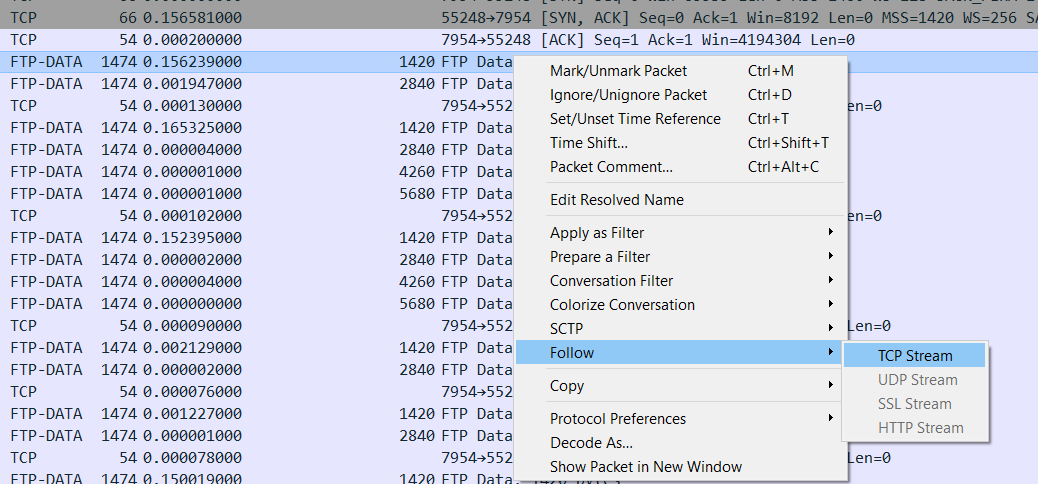 TCP 66 0.156581000 55248→7954 [SYN, ACK] Seq=0 Ack=1 Win=8192 Len=0 MSS=1420 WS=256
TCP 54 0.000200000 7954→55248 [ACK] Seq=1 Ack=1 Win=4194304 Len=0
FTP-DATA 1474 0.156239000 1420 FTP Data
Mark/Unmark Packet Ctrl+M
FTP-DATA 1474 0.001947000 2840 FTP Data
Ignore/Unignore Packet Ctrl+D
TCP 54 0.000130000 7954→552 en=0
Set/Unset Time Reference Ctrl+T
FTP-DATA 1474 0.165325000 1420 FTP Data
Time Shift... Ctrl+Shift+T
FTP-DATA 1474 0.000004000 2840 FTP Data
Packet Comment... Ctrl+Alt+C
FTP-DATA 1474 0.000001000 4260 FTP Data
FTP-DATA 1474 0.000001000 5680 FTP Data
Edit Resolved Name
TCP 54 0.000102000 7954→552 en=0
Apply as Filter
FTP-DATA 1474 0.152395000 1420 FTP Data
Prepare a Filter
FTP-DATA 1474 0.000002000 2840 FTP Data
Conversation Filter
FTP-DATA 1474 0.000004000 4260 FTP Data
Colorize Conversation
FTP-DATA 1474 0.000000000 5680 FTP Data
SCTP
TCP 54 0.000090000 7954→552 Len=0
Follow
TCP Stream
FTP-DATA 1474 0.002129000 1420 FTP Data
UDP Stream
FTP-DATA 1474 0.000002000 2840 FTP Data
Copy
SSL Stream
TCP 54 0.000076000 7954→552
HTTP Stream
FTP-DATA 1474 0.001227000 1420 FTP Data
Protocol Preferences
FTP-DATA 1474 0.000001000 2840 FTP Data
Decode As...
TCP 54 0.000078000 7954→552 Len=0
Show Packet in New Window
FTP-DATA 1474 0.150019000 1420 FTP Data